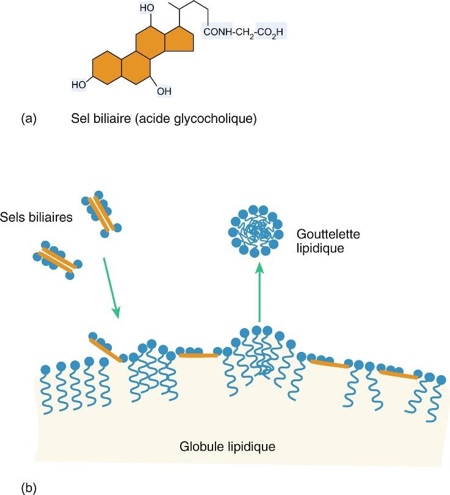 HO
CONH-CH₂-CO₂H
HO
OH
(a) Sel biliaire (acide glycocholique)
Sels biliaires
Gouttelette
lipidique
Globule lipidique
(b)